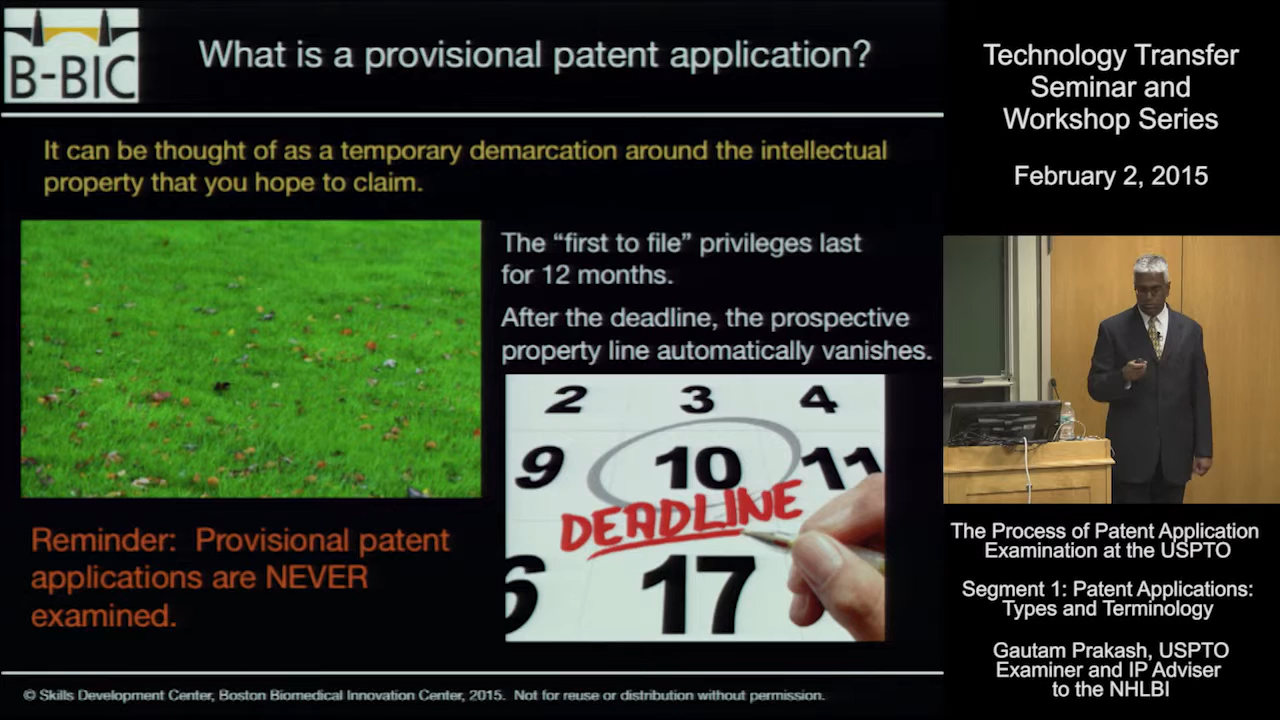 B-BIC
What is a provisional patent application?
It can be thought of as a temporary demarcation around the intellectual
property that you hope to claim.
The “first to file” privileges last
for 12 months.
After the deadline, the prospective
property line automatically vanishes.
2 3 4
9 10 11
DEADLINE
6 17
Reminder: Provisional patent
applications are NEVER
examined.
© Skills Development Center, Boston Biomedical Innovation Center, 2015. Not for reuse or distribution without permission.
Technology Transfer
Seminar and
Workshop Series
February 2, 2015
The Process of Patent Application
Examination at the USPTO
Segment 1: Patent Applications:
Types and Terminology
Gautam Prakash, USPTO
Examiner and IP Adviser
to the NHLBI